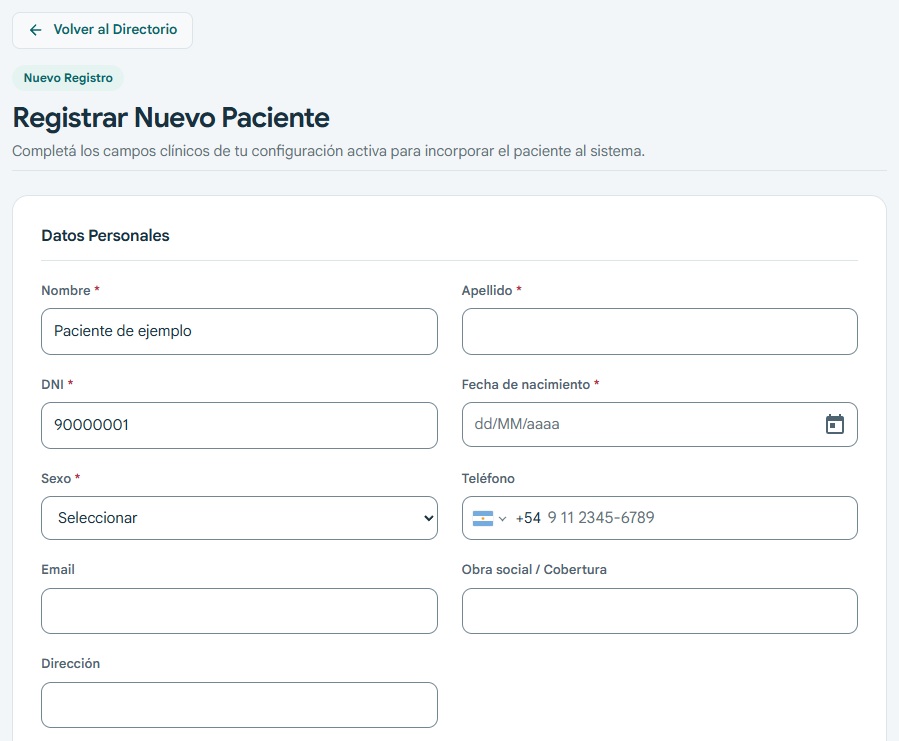 Volver al Directorio
Nuevo Registro
Registrar Nuevo Paciente
Completá los campos clínicos de tu configuración activa para incorporar el paciente al sistema.
Datos Personales
Nombre *
Apellido *
Paciente de ejemplo
DNI *
Fecha de nacimiento *
90000001
dd/MM/aaaa
Sexo *
Teléfono
Seleccionar
+54 9 11 2345-6789
Email
Obra social / Cobertura
Dirección